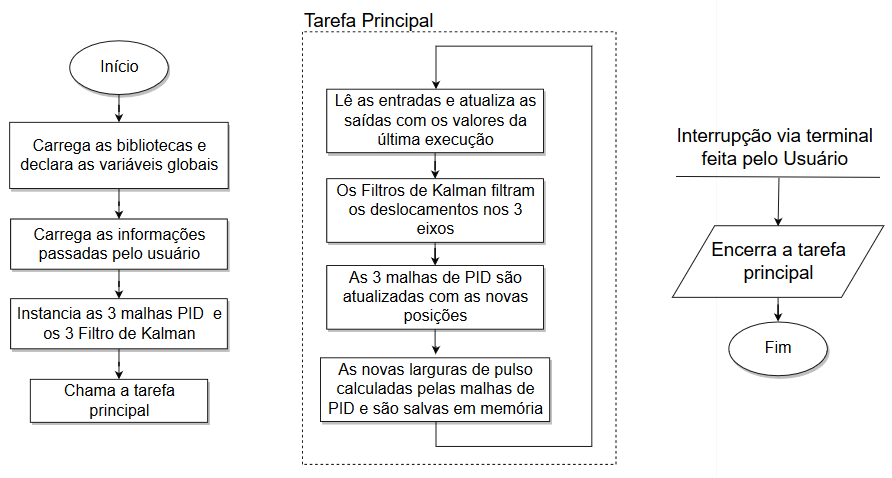 Início
Carrega as bibliotecas e
declara as variáveis globais
Carrega as informações
passadas pelo usuário
Instancia as 3 malhas PID e
os 3 Filtro de Kalman
Chama a tarefa
principal
Tarefa Principal
Lê as entradas e atualiza as
saídas com os valores da
última execução
Os Filtros de Kalman filtram
os deslocamentos nos 3
eixos
As 3 malhas de PID são
atualizadas com as novas
posições
As novas larguras de pulso
calculadas pelas malhas de
PID e são salvas em memória
Interrupção via terminal
feita pelo Usuário
Encerra a tarefa
principal
Fim